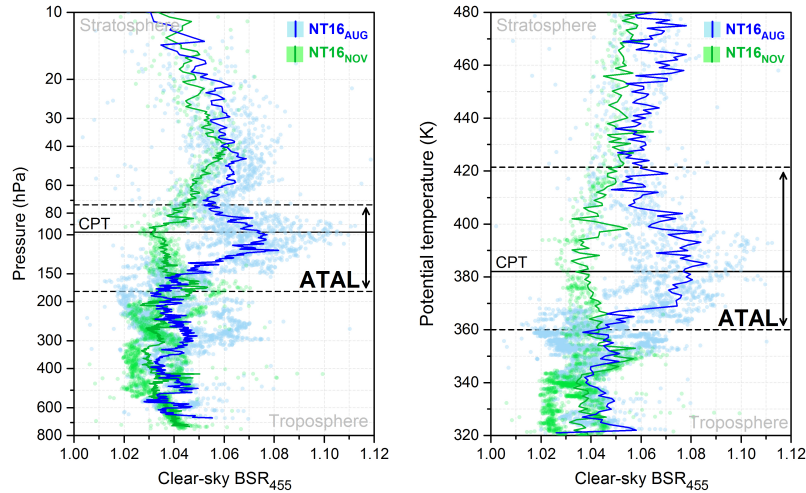 10
20
30
40
60
80
100
150
200
300
400
600
800
Pressure (hPa)
Stratosphere
NT16AUG
NT16NOV
CPT
ATAL
Troposphere
1.00
1.02
1.04
1.06
1.08
1.10
1.12
Clear-sky BSR455
480
460
440
420
400
380
360
340
320
Potential temperature (K)
Stratosphere
NT16AUG
NT16NOV
CPT
ATAL
Troposphere
1.00
1.02
1.04
1.06
1.08
1.10
1.12
Clear-sky BSR455